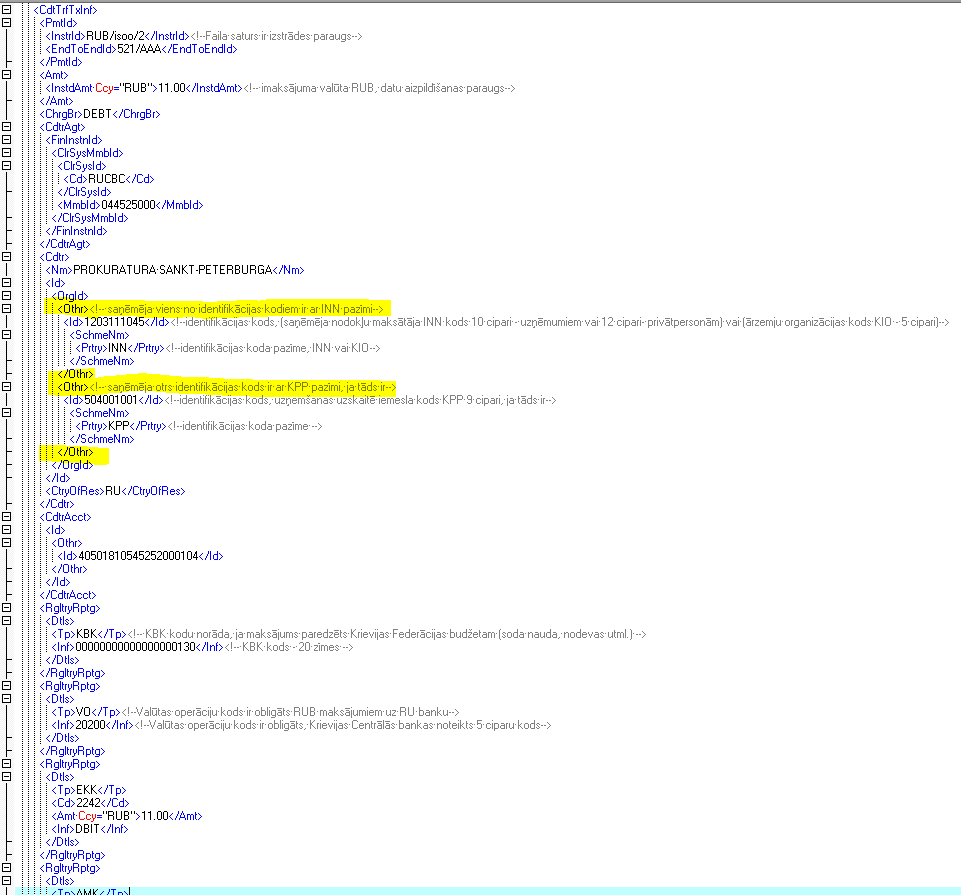 <CdtTrfTxInf>
<PmtId>
<InstrId>RUB/isoo/2</InstrId><!--Faila saturs ir izstrādes paraugs-->
<EndToEndId>521/AAA</EndToEndId>
</PmtId>
<Amt>
<InstdAmt Ccy="RUB">11.00</InstdAmt><!-- imaksājuma valūta RUB, datu aizpildīšanas paraugs-->
</Amt>
<ChrgBr>DEBT</ChrgBr>
<CdtrAgt>
<FinInstnId>
<ClrSysMmbId>
<ClrSysId>
<Cd>RUCBC</Cd>
</ClrSysId>
<MmbId>044525000</MmbId>
</ClrSysMmbId>
</FinInstnId>
</CdtrAgt>
<Cdtr>
<Nm>PROKURATURA SANKT-PETERBURGA</Nm>
<Id>
<OrgId>
<Othr><!-- saņēmēja viens no identifikācijas kodiem ir ar INN pazīmi-->
<Id>1203111045</Id><!--identifikācijas kods, (saņēmēja nodokļu maksātāja INN kods 10 cipari - uzņēmumiem vai 12 cipari- privātpersonām) vai (ārzemju organizācijas kods KIO - 5 cipari)-->
<SchmeNm>
<Prtry>INN</Prtry><!--identifikācijas koda pazīme, INN vai KIO-->
</SchmeNm>
</Othr>
<Othr><!-- saņēmēja otrs identifikācijas kods ir ar KPP pazīmi, ja tāds ir-->
<Id>504001001</Id><!--identifikācijas kods, uzņemšanas uzskaitē iemesla kods KPP 9 cipari, ja tāds ir-->
<SchmeNm>
<Prtry>KPP</Prtry><!--identifikācijas koda pazīme -->
</SchmeNm>
</Othr>
</OrgId>
</Id>
<CtryOfRes>RU</CtryOfRes>
</Cdtr>
<CdtrAcct>
<Id>
<Othr>
<Id>40501810545252000104</Id>
</Othr>
</Id>
</CdtrAcct>
<RgltryRptg>
<Dtls>
<Tp>KBK</Tp><!-- KBK kodu norāda, ja maksājums paredzēts Krievijas Federācijas budžetam (soda nauda, nodevas utml.) -->
<Inf>00000000000000000130</Inf><!-- KBK kods - 20 zīmes -->
</Dtls>
</RgltryRptg>
<RgltryRptg>
<Dtls>
<Tp>VO</Tp><!--Valūtas operāciju kods ir obligāts RUB maksājumiem uz RU banku-->
<Inf>20200</Inf><!--Valūtas operāciju kods ir obligāts, Krievijas Centrālās bankas noteikts 5 ciparu kods-->
</Dtls>
</RgltryRptg>
<RgltryRptg>
<Dtls>
<Tp>EKK</Tp>
<Cd>2242</Cd>
<Amt Ccy="RUB">11.00</Amt>
<Inf>DBIT</Inf>
</Dtls>
</RgltryRptg>
<RgltryRptg>
<Dtls>
<Tp>AMK</Tp>